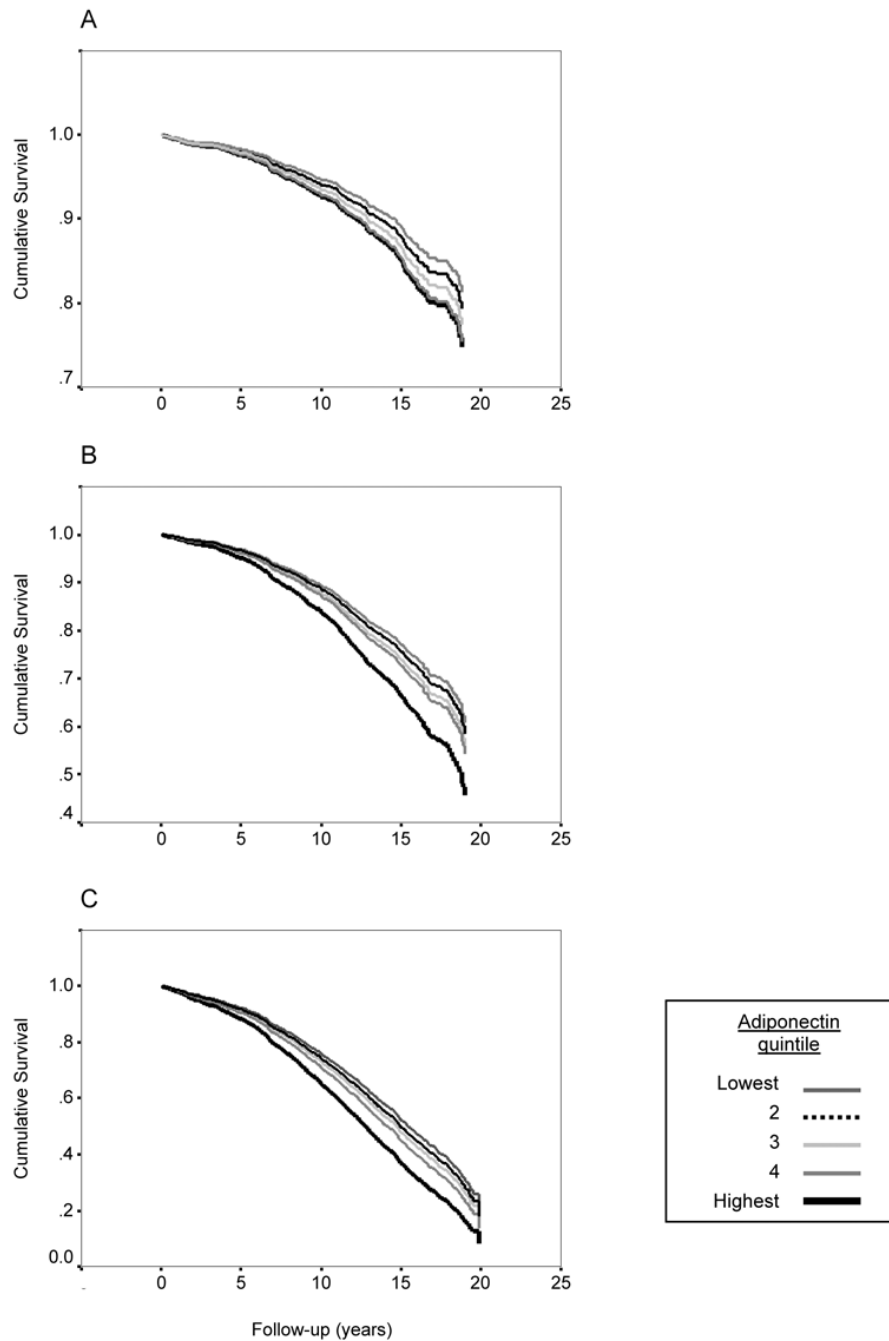 A
Cumulative Survival
1.0
.9
.8
.7
0 5 10 15 20 25
B
Cumulative Survival
1.0
.9
.8
.7
.6
.5
.4
0 5 10 15 20 25
C
Cumulative Survival
1.0
.8
.6
.4
.2
0.0
0 5 10 15 20 25
Follow-up (years)
Adiponectin
quintile
Lowest
2
3
4
Highest